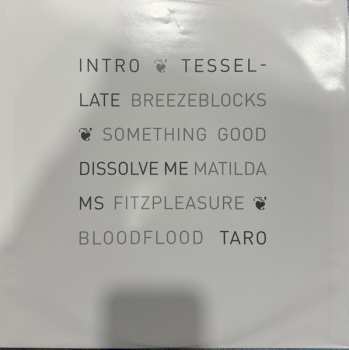 INTRO ❦ TESSEL-
LATE BREEZEBLOCKS
❦ SOMETHING GOOD
DISSOLVE ME MATILDA
MS FITZPLEASURE ❦
BLOODFLOOD TARO